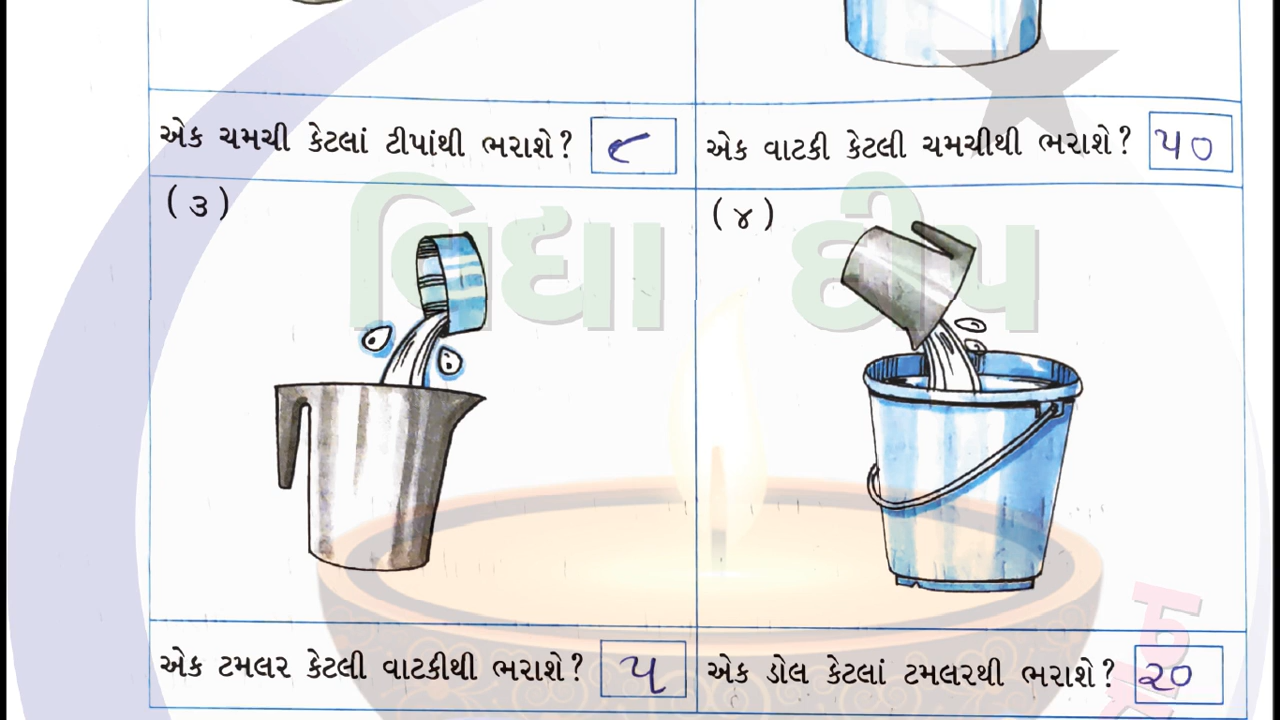 એક ચમચી કેટલાં ટીપાંથી ભરાશે? ૮
એક વાટકી કેટલી ચમચીથી ભરાશે? ૫૦
(૩)
(૪)
વિદ્યા દીપ
એક ટમલર કેટલી વાટકીથી ભરાશે? ૫
એક ડોલ કેટલાં ટમલરથી ભરાશે? ૨૦